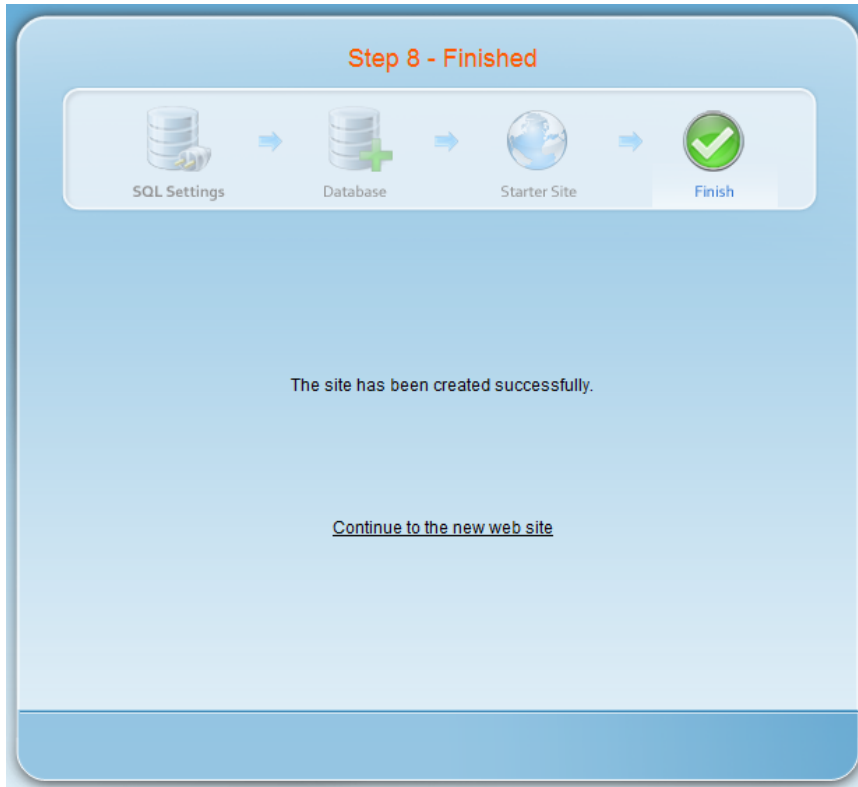 Step 8 - Finished
SQL Settings
Database
Starter Site
Finish
The site has been created successfully.
Continue to the new web site